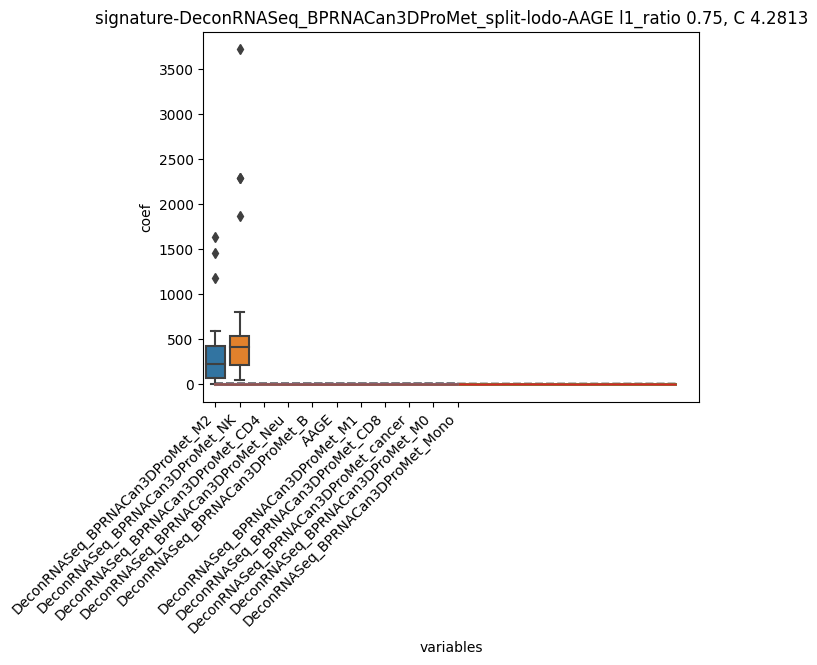 signature-DeconRNASeq_BPRNACan3DProMet_split-lodo-AAGE l1_ratio 0.75, C 4.2813
3500
3000
2500
2000
1500
1000
500
0
coef
DeconRNASeq_BPRNACan3DProMet_M2
DeconRNASeq_BPRNACan3DProMet_NK
DeconRNASeq_BPRNACan3DProMet_CD4
DeconRNASeq_BPRNACan3DProMet_Neu
DeconRNASeq_BPRNACan3DProMet_B
AAGE
DeconRNASeq_BPRNACan3DProMet_M1
DeconRNASeq_BPRNACan3DProMet_CD8
DeconRNASeq_BPRNACan3DProMet_cancer
DeconRNASeq_BPRNACan3DProMet_M0
DeconRNASeq_BPRNACan3DProMet_Mono
variables